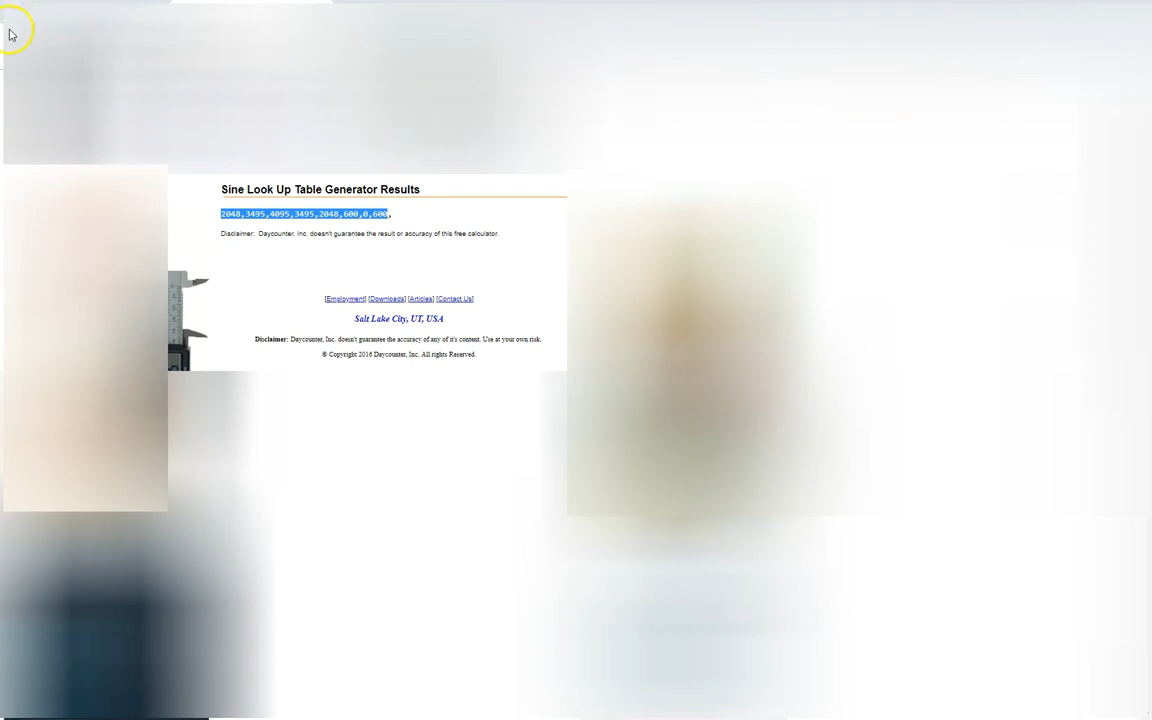 Sine Look Up Table Generator Results
2048,3495,4095,3495,2048,600,0,600,
Disclaimer: Daycounter, Inc. doesn't guarantee the result or accuracy of this free calculator.
[Employment] [Downloads] [Articles] [Contact Us]
Salt Lake City, UT, USA
Disclaimer: Daycounter, Inc. doesn't guarantee the accuracy of any of it's content. Use at your own risk.
® Copyright 2016 Daycounter, Inc. All rights Reserved.